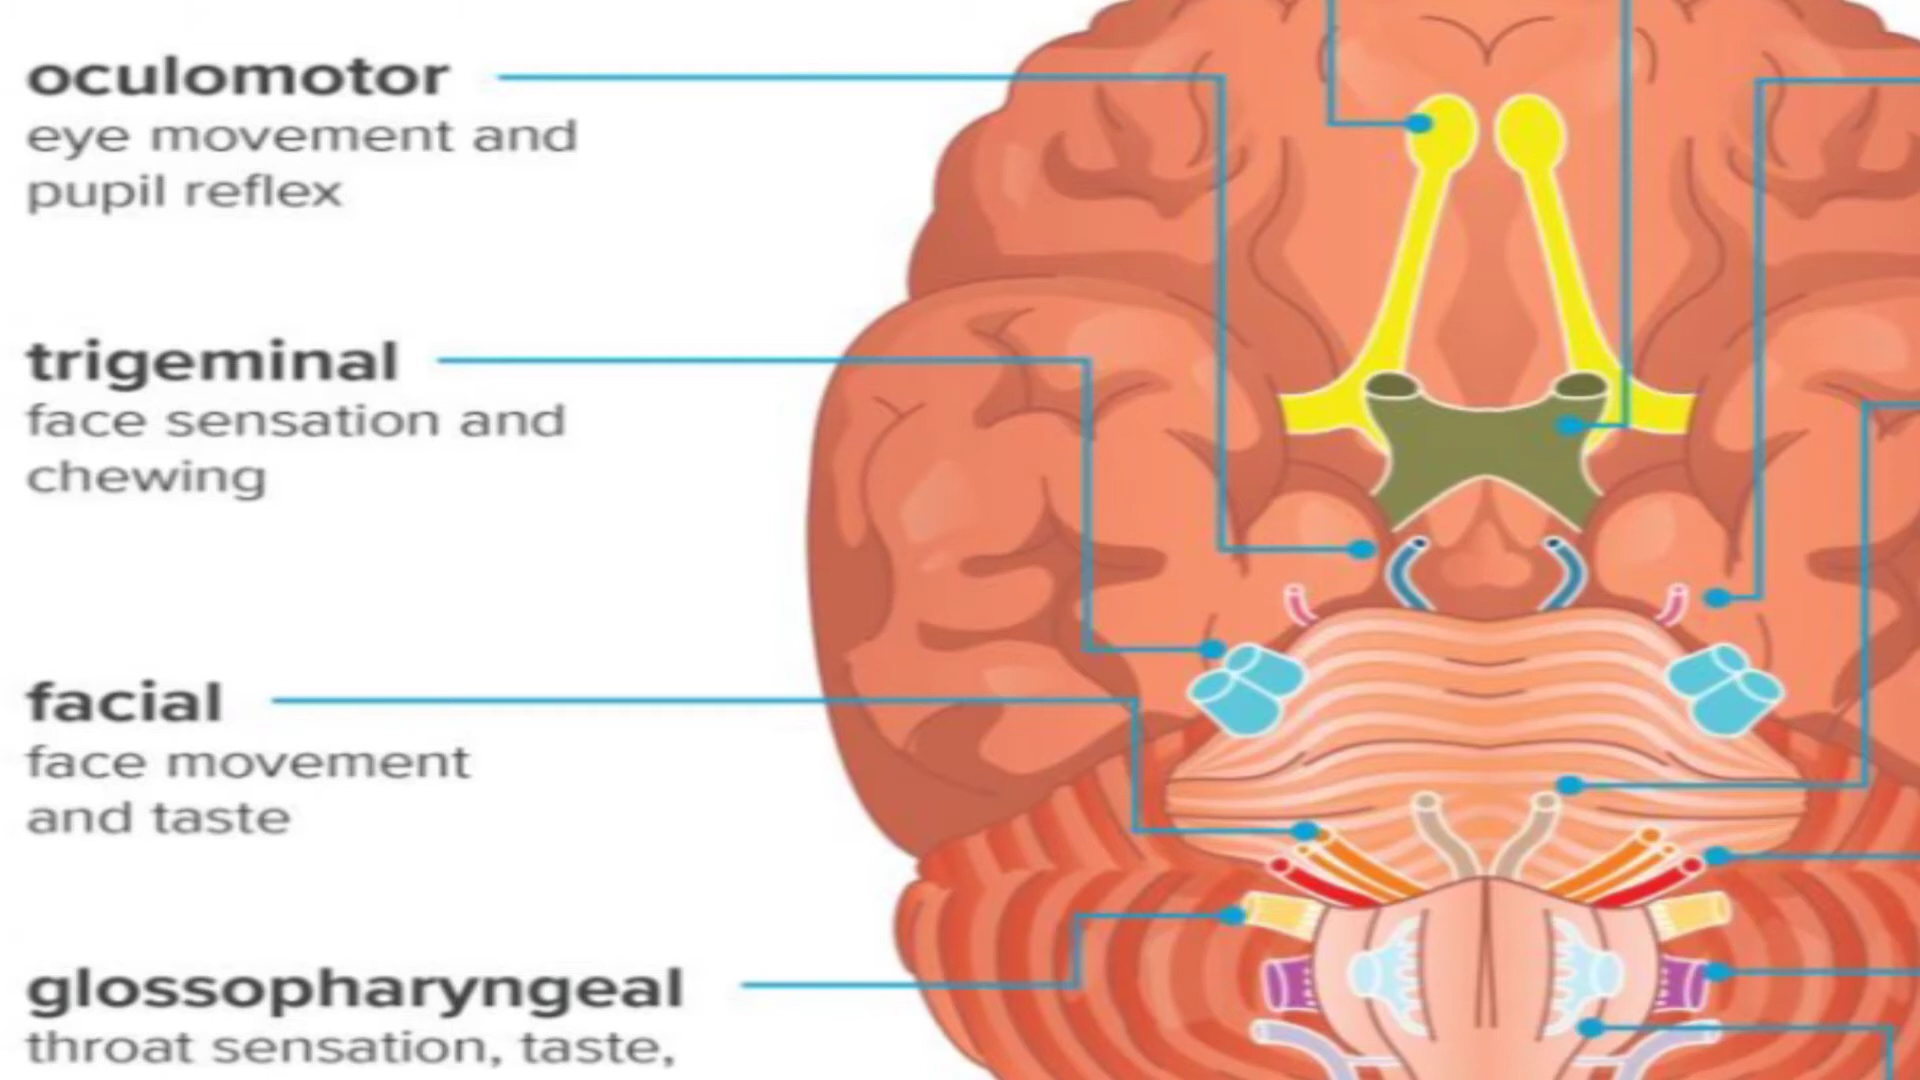 oculomotor
eye movement and
pupil reflex
trigeminal
face sensation and
chewing
facial
face movement
and taste
glossopharyngeal
throat sensation, taste,